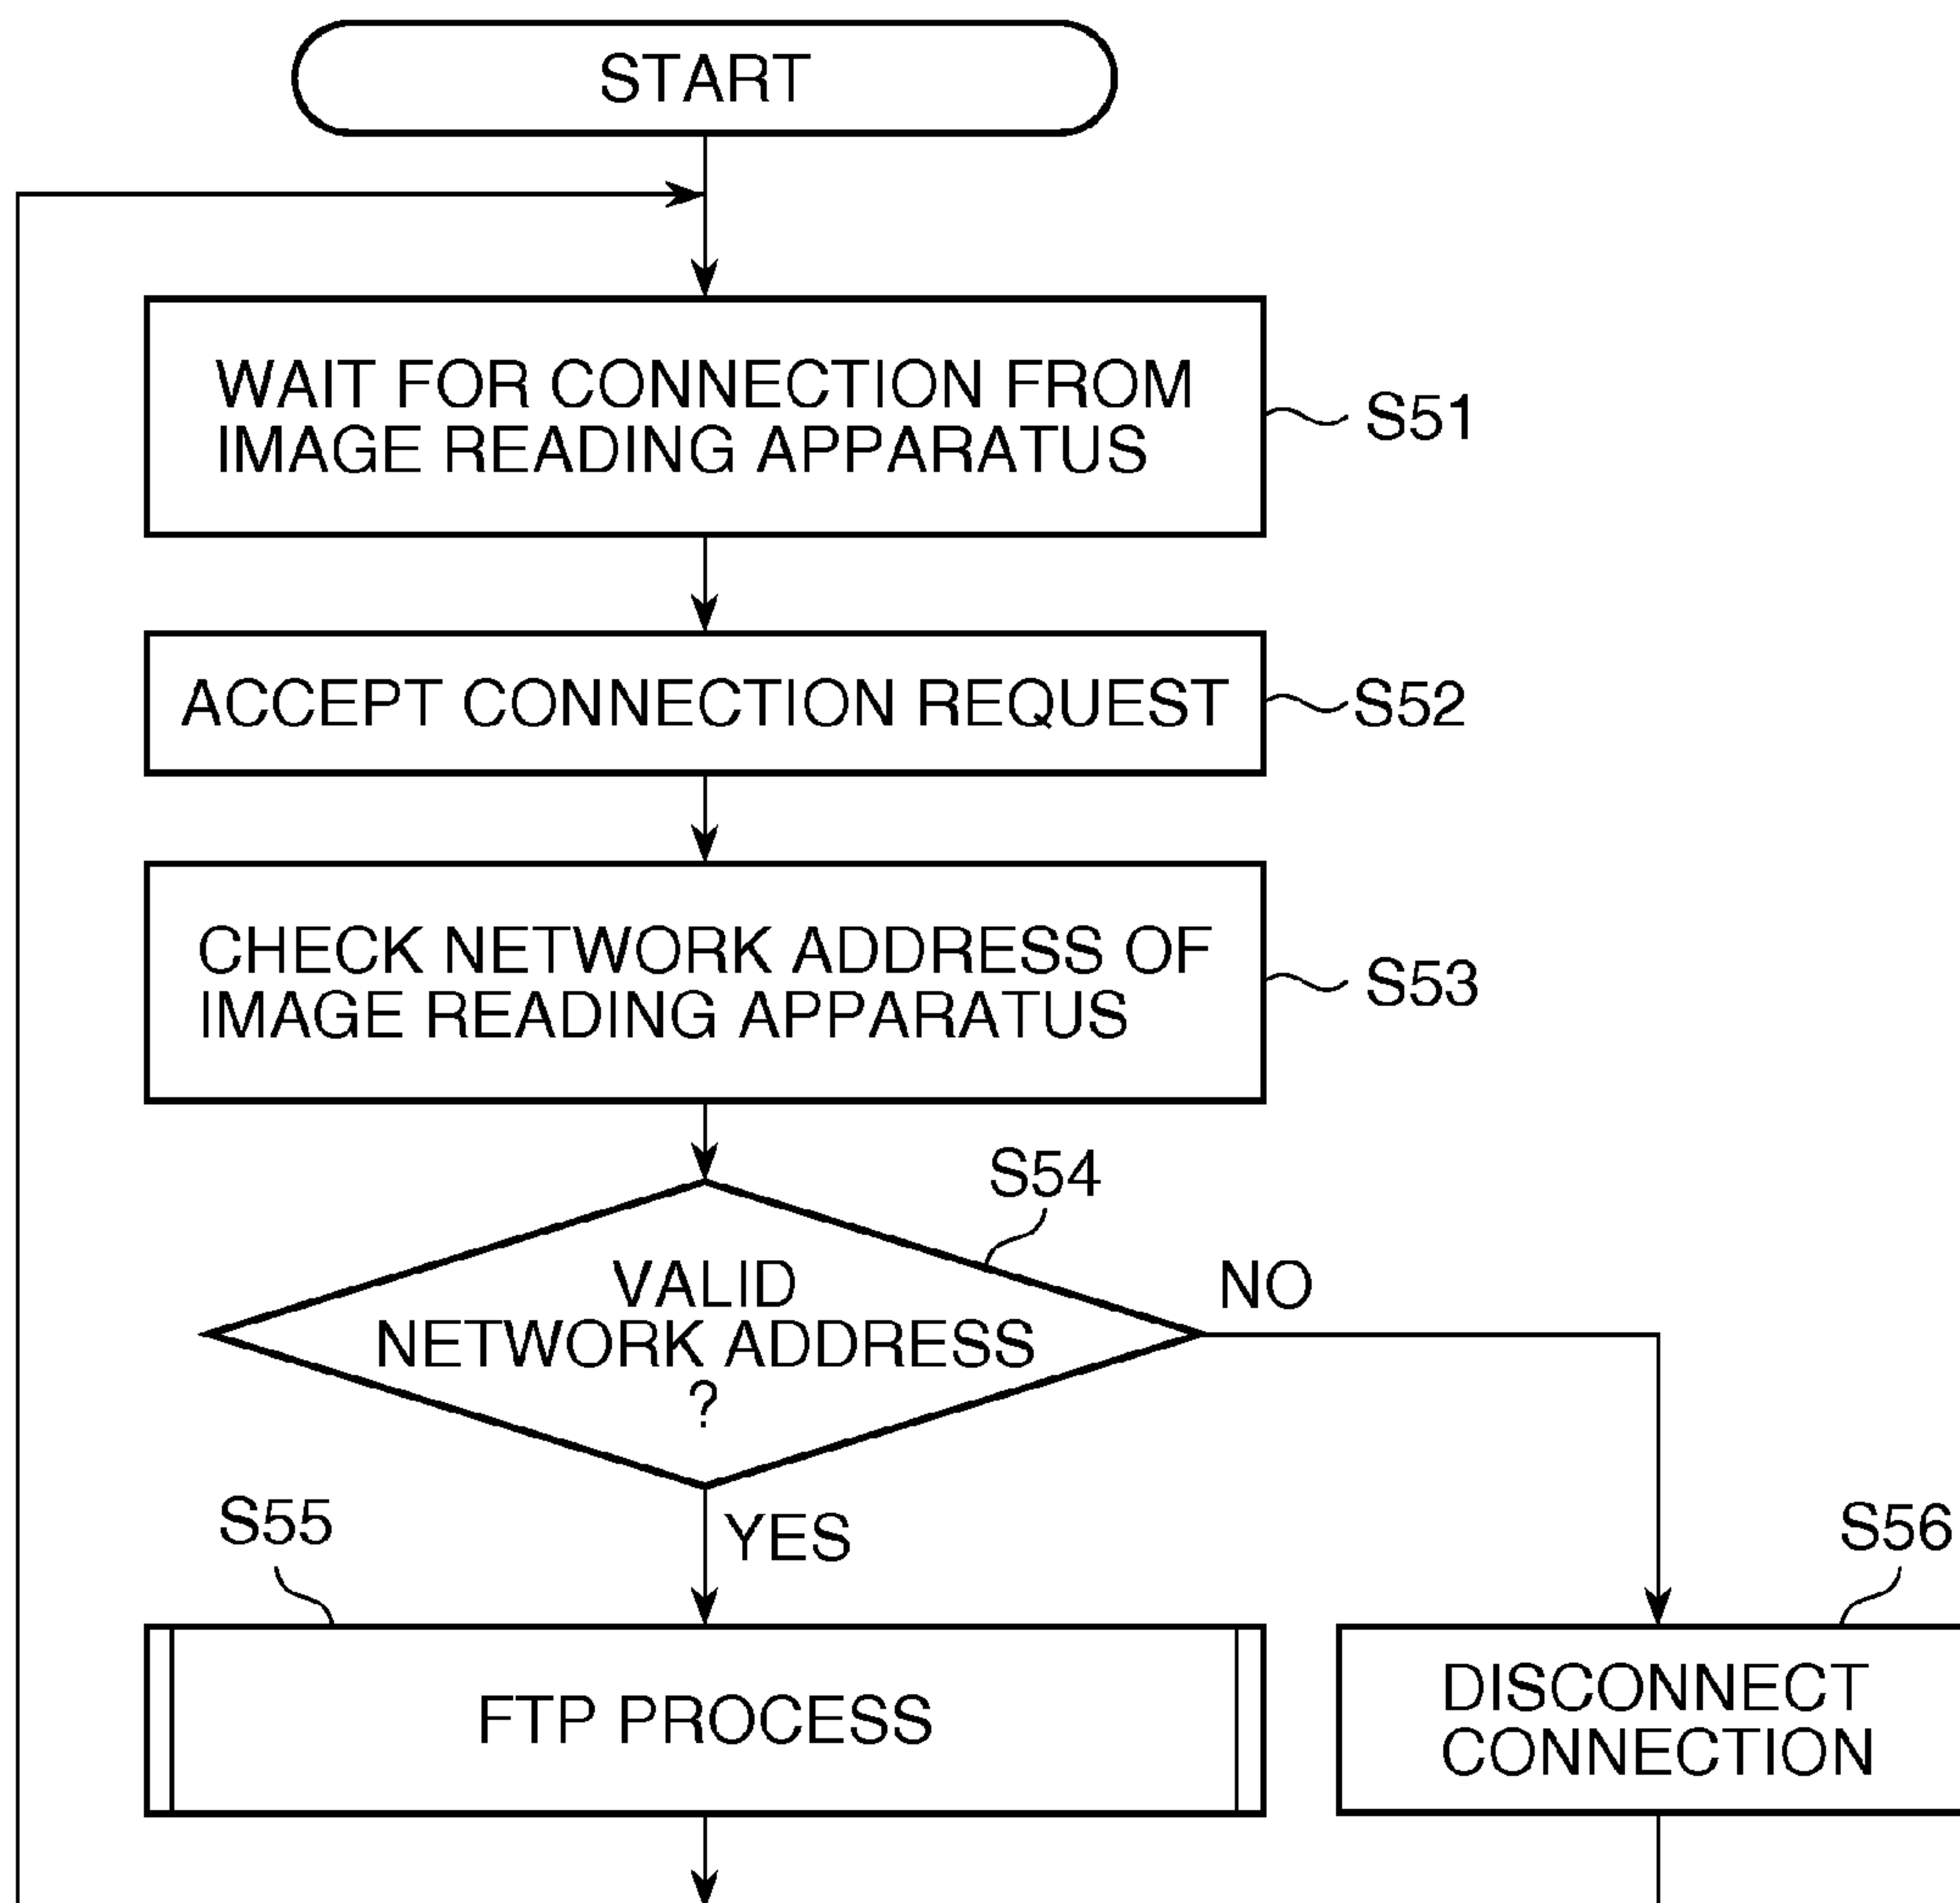 START
WAIT FOR CONNECTION FROM
IMAGE READING APPARATUS
S51
ACCEPT CONNECTION REQUEST
S52
CHECK NETWORK ADDRESS OF
IMAGE READING APPARATUS
S53
S54
VALID
NETWORK ADDRESS
?
NO
YES
S55
S56
FTP PROCESS
DISCONNECT
CONNECTION